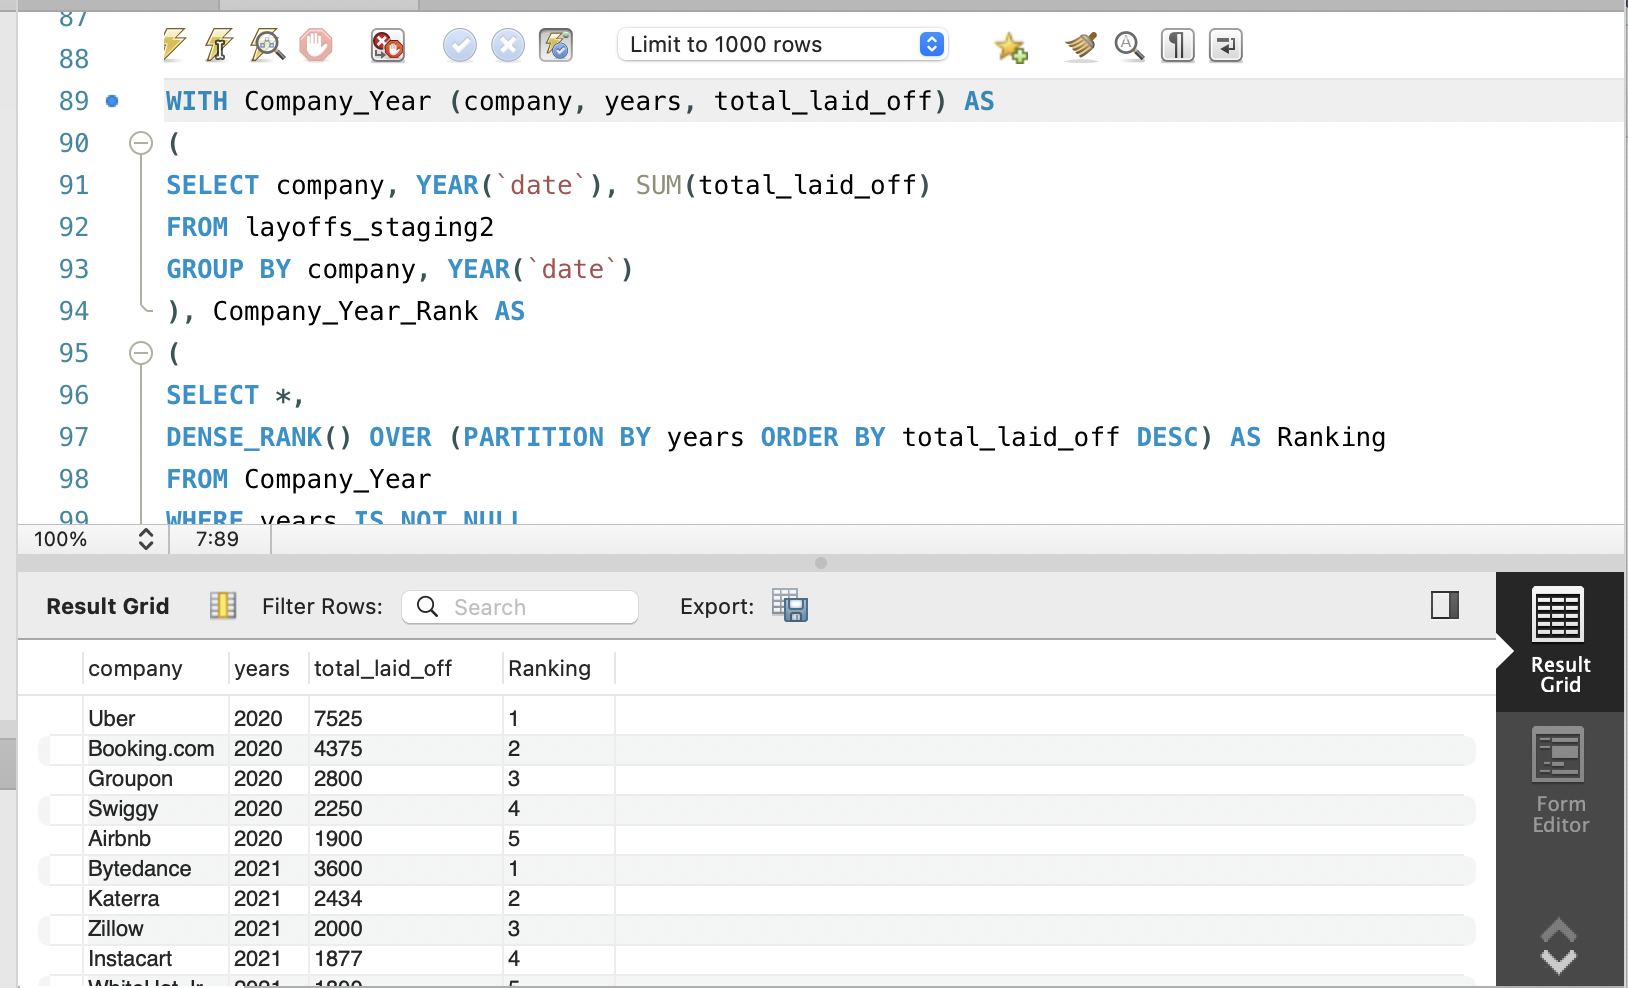 87
88
Limit to 1000 rows
89 WITH Company_Year (company, years, total_laid_off) AS
90 (
91 SELECT company, YEAR(`date`), SUM(total_laid_off)
92 FROM layoffs_staging2
93 GROUP BY company, YEAR(`date`)
94 ), Company_Year_Rank AS
95 (
96 SELECT *,
97 DENSE_RANK() OVER (PARTITION BY years ORDER BY total_laid_off DESC) AS Ranking
98 FROM Company_Year
99 WHERE years IS NOT NULL
100% 7:89
Result Grid Filter Rows: Search Export:
Result
Grid
Form
Editor
company years total_laid_off Ranking
Uber 2020 7525 1
Booking.com 2020 4375 2
Groupon 2020 2800 3
Swiggy 2020 2250 4
Airbnb 2020 1900 5
Bytedance 2021 3600 1
Katerra 2021 2434 2
Zillow 2021 2000 3
Instacart 2021 1877 4
WhiteHat Jr 2021 1800 5